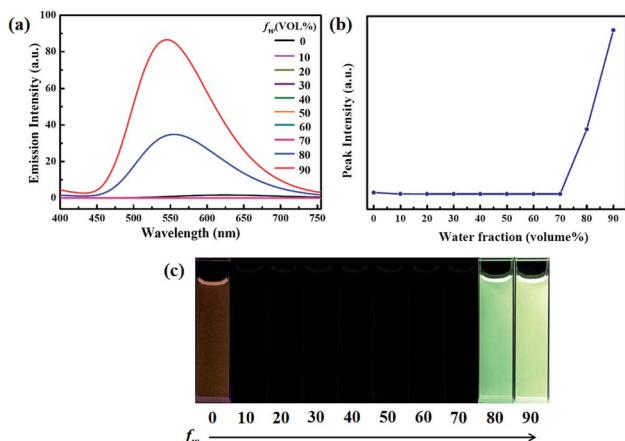 (a)
100
80
60
40
20
0
Emission Intensity (a.u.)
f_w(VOL%)
0
10
20
30
40
50
60
70
80
90
400 450 500 550 600 650 700 750
Wavelength (nm)
(b)
Peak Intensity (a.u.)
0 10 20 30 40 50 60 70 80 90
Water fraction (volume%)
(c)
0 10 20 30 40 50 60 70 80 90
f_w